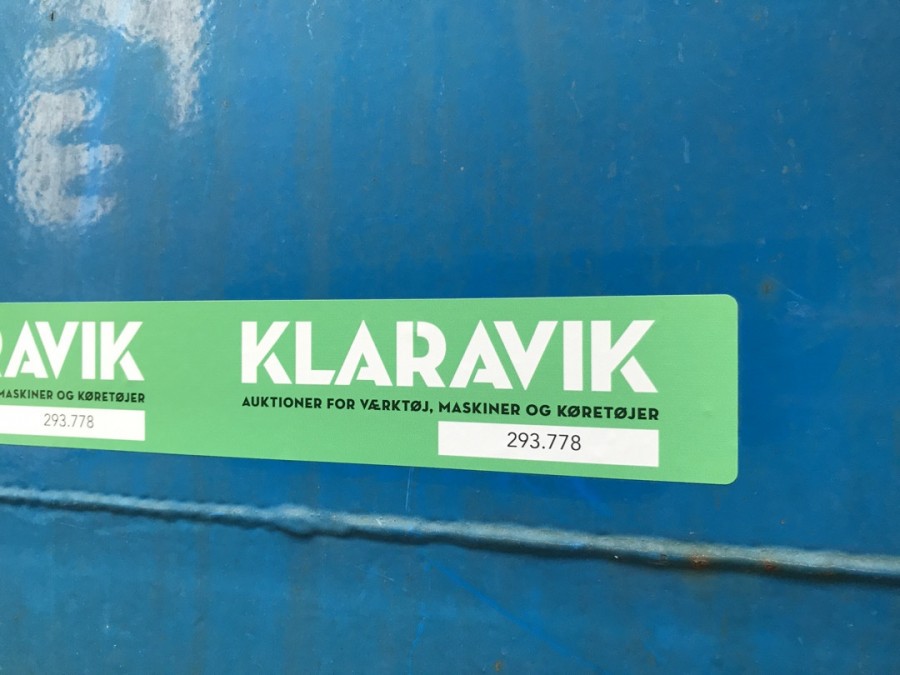 RAVIK
MASKINER OG KØRETØJER
293.778
KLARAVIK
AUKTIONER FOR VÆRKTØJ, MASKINER OG KØRETØJER
293.778